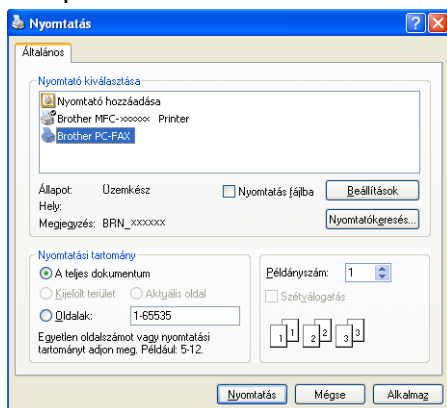 Nyomtatás
Általános
Nyomtató kiválasztása
Nyomtató hozzáadása
Brother MFC-xxxxxx Printer
Brother PC-FAX
Állapot: Üzemkész
Nyomtatás fájlba
Beállítások
Hely:
Megjegyzés: BRN_xxxxxx
Nyomtatókeresés...
Nyomtatási tartomány
A teljes dokumentum
Kijelölt terület
Aktuális oldal
Oldalak: 1-65535
Egyetlen oldalszámot vagy nyomtatási
tartományt adjon meg. Például: 5-12.
Példányszám: 1
Szétválogatás
1 1 2 2 3 3
Nyomtatás Mégse Alkalmaz